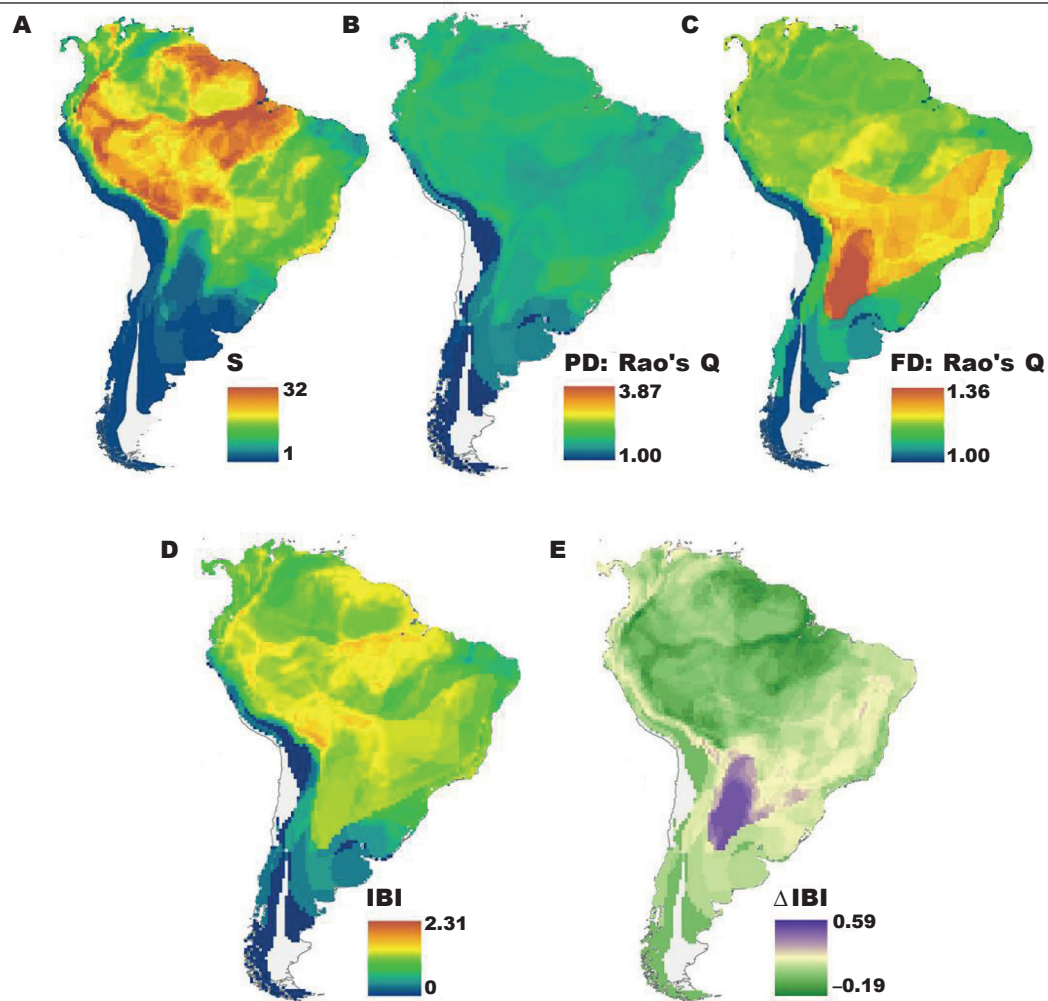 A
B
C
S
32
1
PD: Rao's Q
3.87
1.00
FD: Rao's Q
1.36
1.00
D
E
IBI
2.31
0
Δ IBI
0.59
–0.19